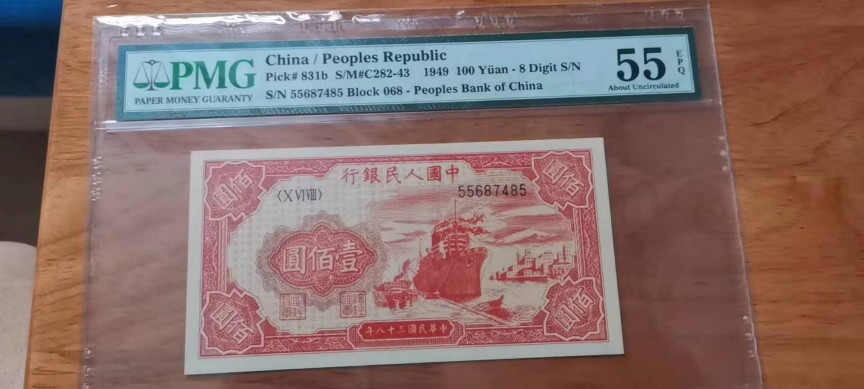 PMG
PAPER MONEY GUARANTY
China / Peoples Republic
Pick# 831b S/M#C282-43 1949 100 Yüan - 8 Digit S/N
S/N 55687485 Block 068 - Peoples Bank of China
55
EPQ
About Uncirculated
行銀民人國中
〈X VI VIII〉
55687485
圓佰壹
圓佰
圓佰
圓佰
圓佰
年八十三國民華中